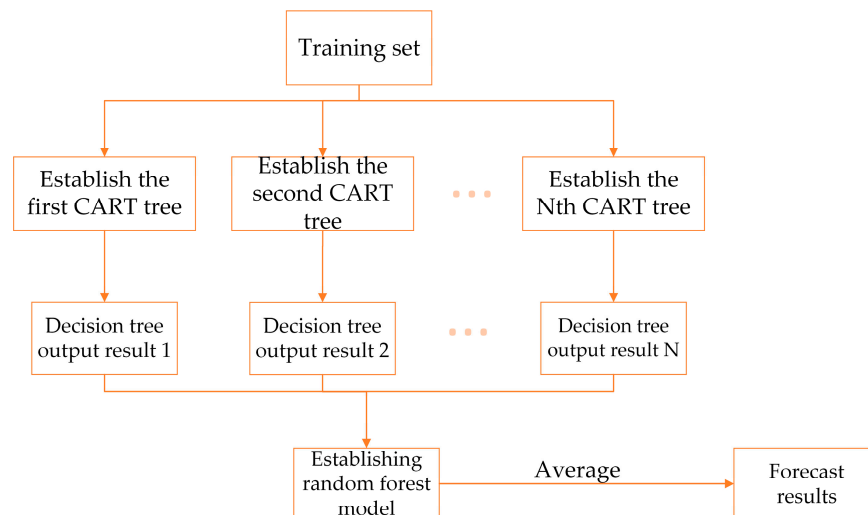 Training set
Establish the
first CART tree
Establish the
second CART
tree
Establish the
Nth CART tree
Decision tree
output result 1
Decision tree
output result 2
Decision tree
output result N
Establishing
random forest
model
Average
Forecast
results